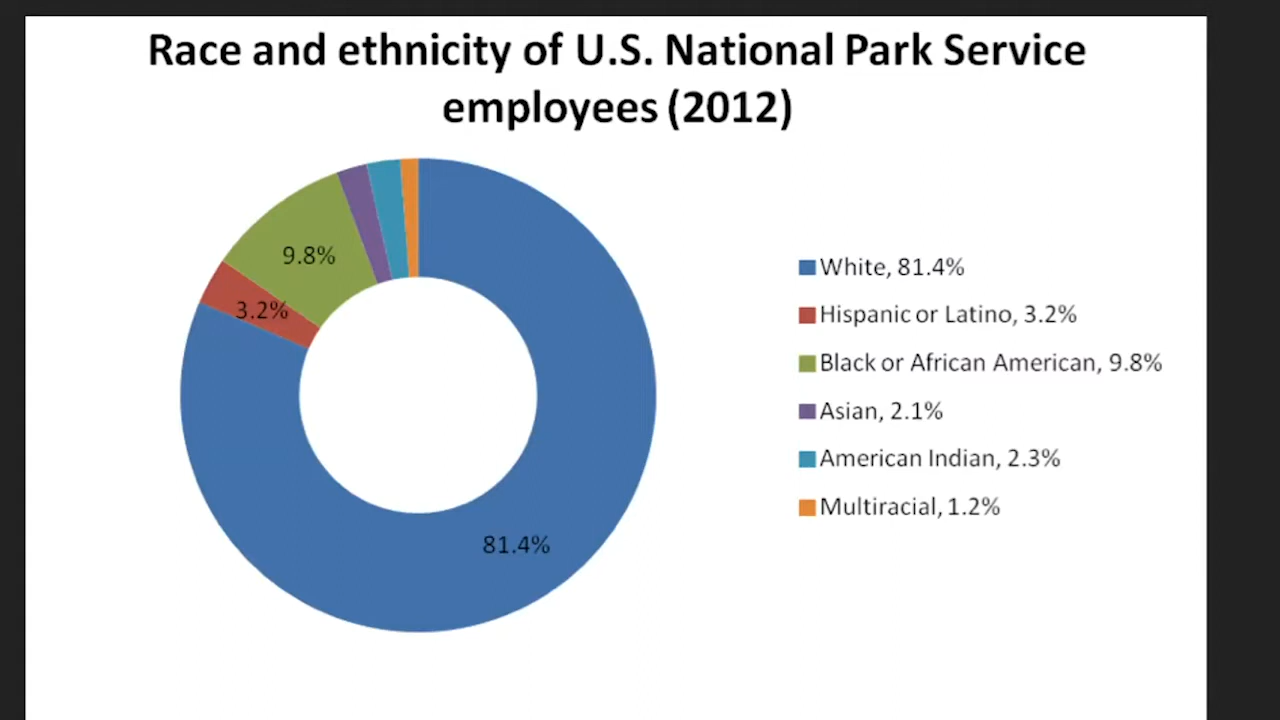 Race and ethnicity of U.S. National Park Service
employees (2012)
9.8%
3.2%
81.4%
White, 81.4%
Hispanic or Latino, 3.2%
Black or African American, 9.8%
Asian, 2.1%
American Indian, 2.3%
Multiracial, 1.2%